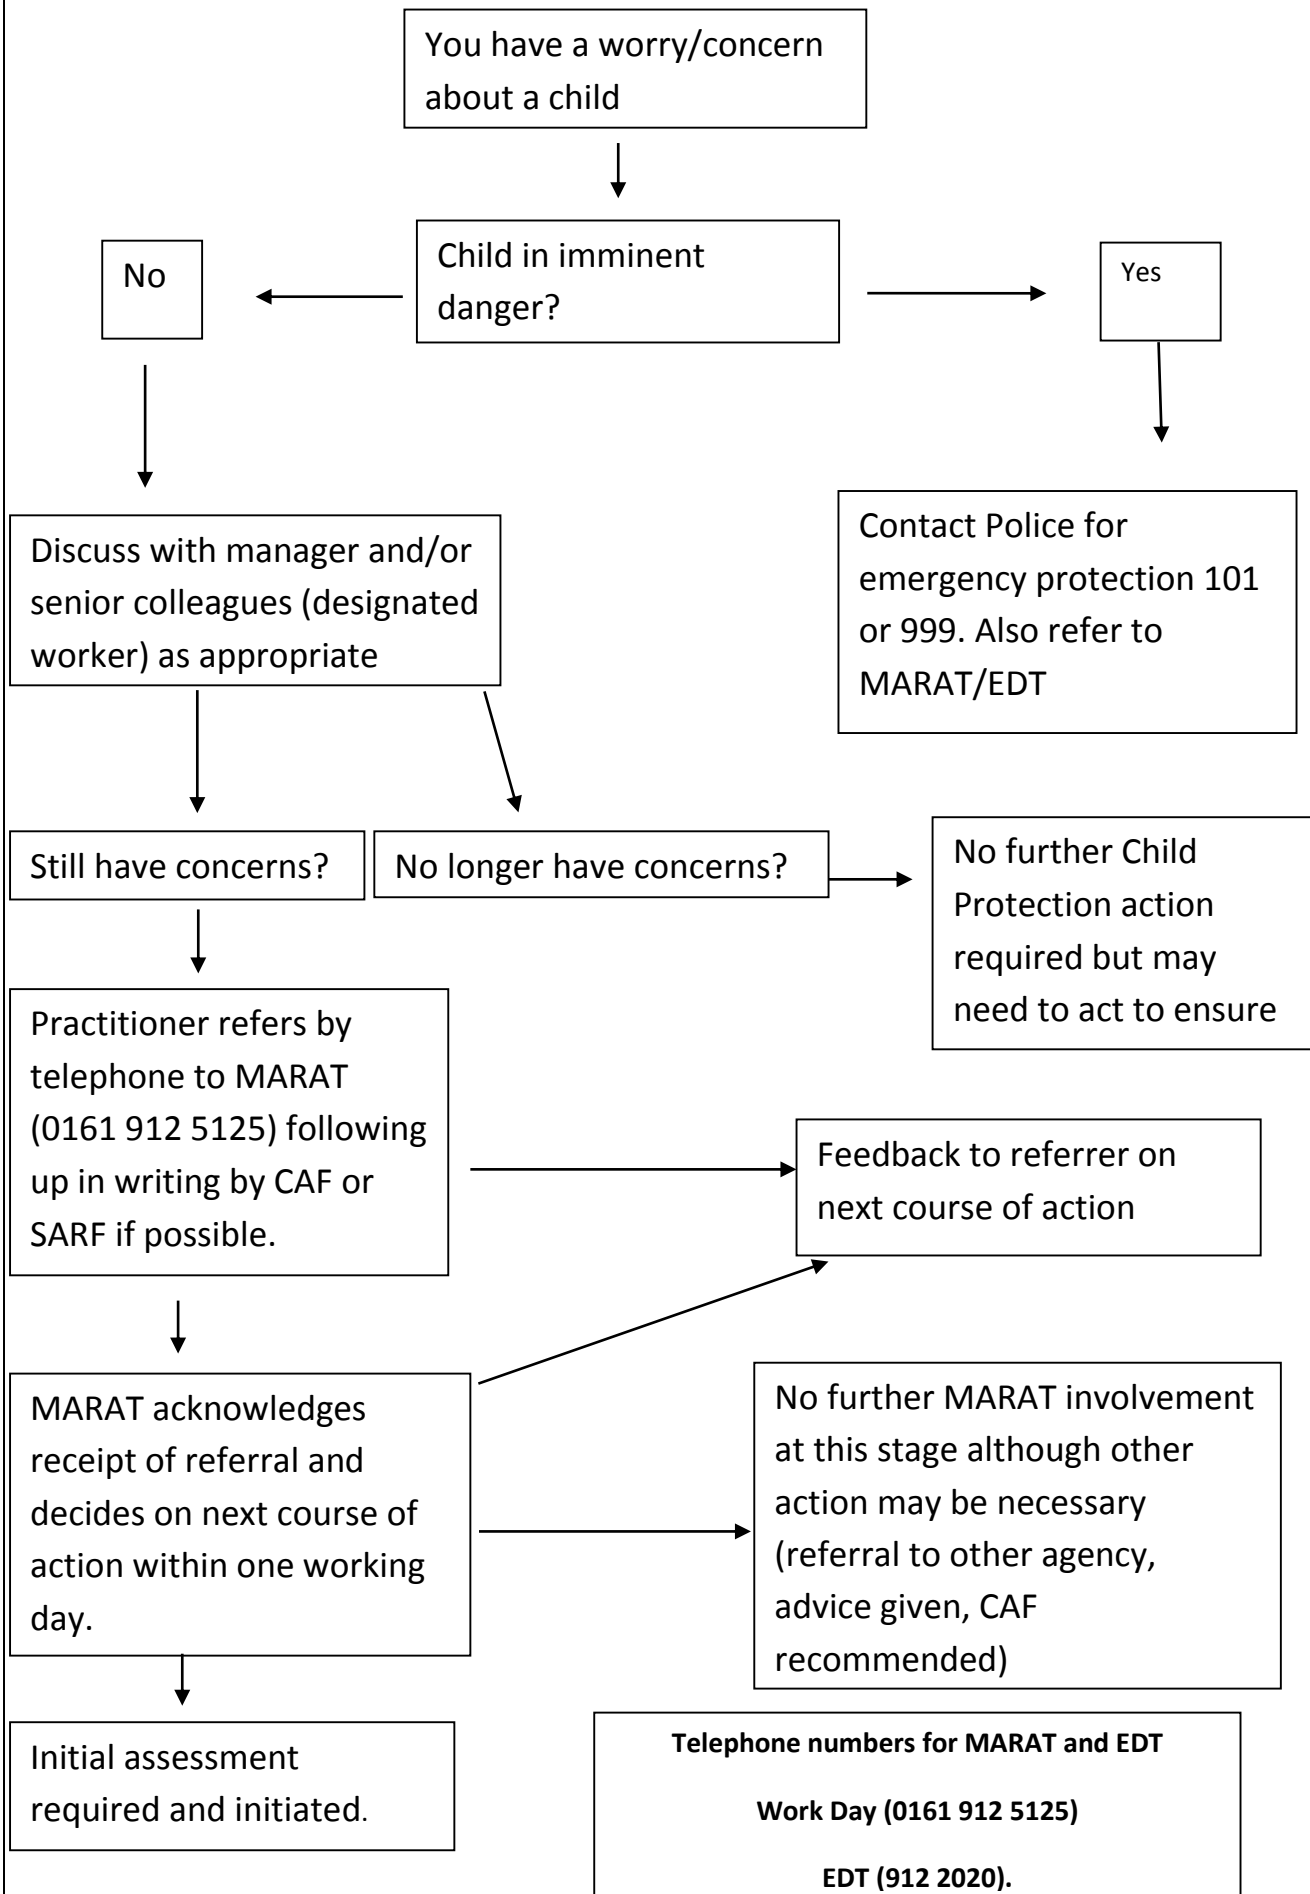 You have a worry/concern
about a child
Child in imminent
danger?
No
Yes
Discuss with manager and/or
senior colleagues (designated
worker) as appropriate
Contact Police for
emergency protection 101
or 999. Also refer to
MARAT/EDT
Still have concerns?
No longer have concerns?
No further Child
Protection action
required but may
need to act to ensure
Practitioner refers by
telephone to MARAT
(0161 912 5125) following
up in writing by CAF or
SARF if possible.
Feedback to referrer on
next course of action
MARAT acknowledges
receipt of referral and
decides on next course of
action within one working
day.
No further MARAT involvement
at this stage although other
action may be necessary
(referral to other agency,
advice given, CAF
recommended)
Initial assessment
required and initiated.
Telephone numbers for MARAT and EDT
Work Day (0161 912 5125)
EDT (912 2020).